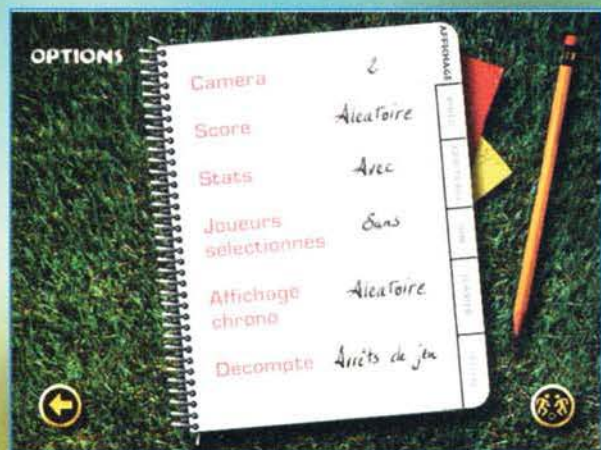 OPTIONS
AFFICHAGE
Camera 2
Score Aleatoire
Stats Avec
Joueurs
selectionnes Sans
Affichage
chrono Aleatoire
Decompte Arrêts de jeu